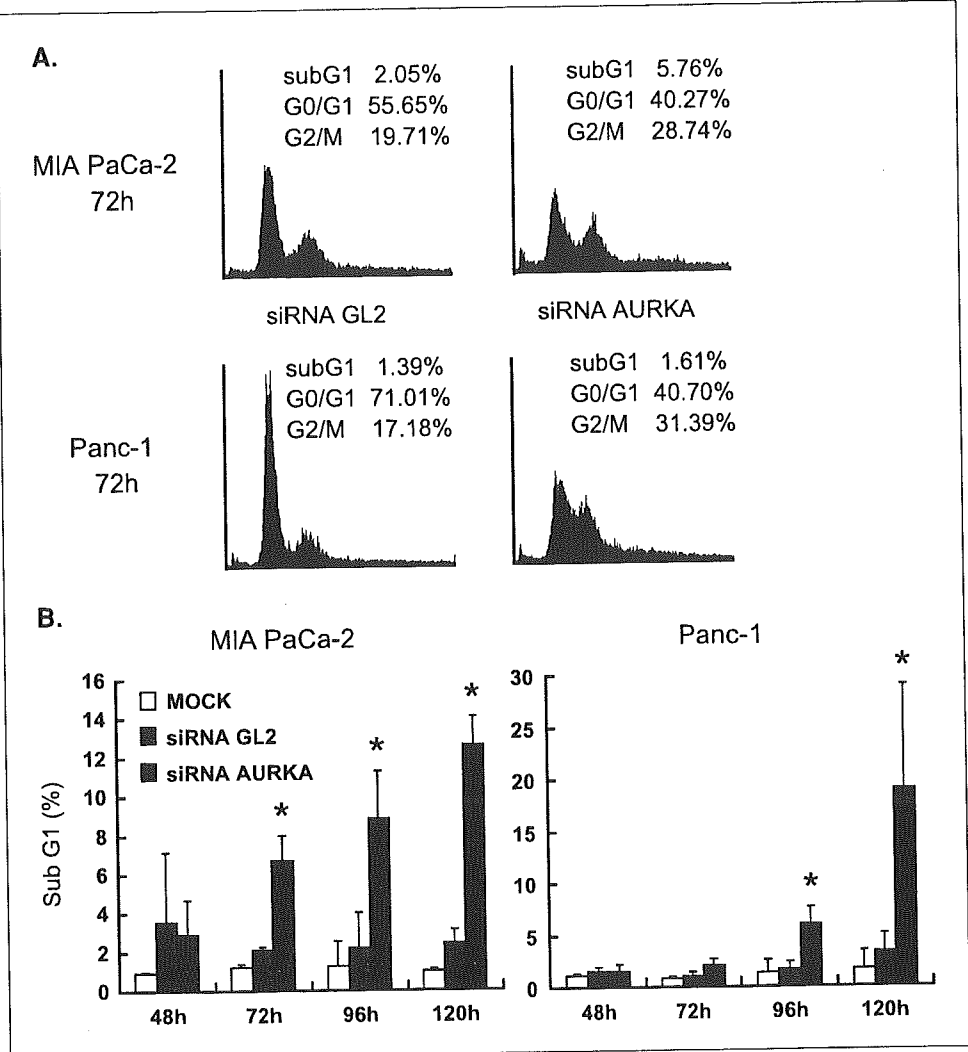 A.
subG1 2.05%
G0/G1 55.65%
G2/M 19.71%
subG1 5.76%
G0/G1 40.27%
G2/M 28.74%
MIA PaCa-2
72h
siRNA GL2
siRNA AURKA
subG1 1.39%
G0/G1 71.01%
G2/M 17.18%
subG1 1.61%
G0/G1 40.70%
G2/M 31.39%
Panc-1
72h
B.
MIA PaCa-2
Panc-1
MOCK
siRNA GL2
siRNA AURKA
Sub G1 (%)
16
14
12
10
8
6
4
2
0
*
*
*
48h 72h 96h 120h
30
25
20
15
10
5
0
*
*
48h 72h 96h 120h